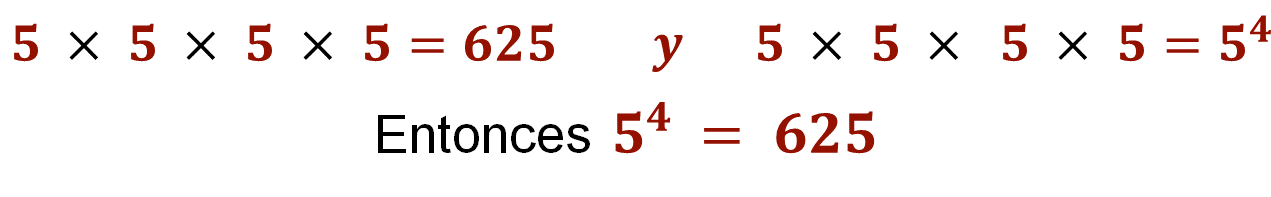 5 × 5 × 5 × 5 = 625 y 5 × 5 × 5 × 5 = 5⁴
Entonces 5⁴ = 625